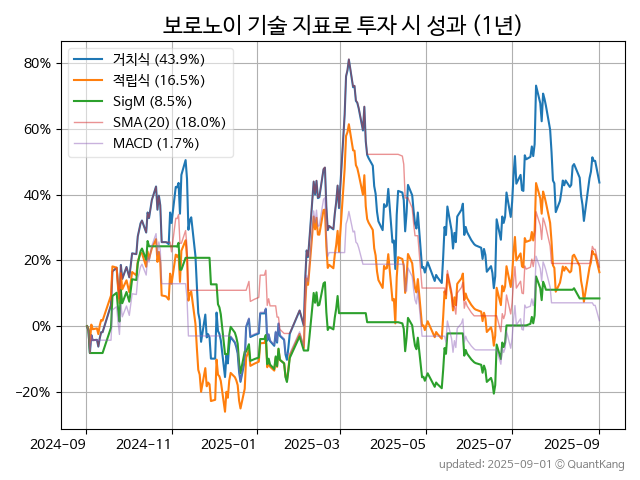 보로노이 기술 지표로 투자 시 성과 (1년)
거치식 (43.9%)
적립식 (16.5%)
SigM (8.5%)
SMA(20) (18.0%)
MACD (1.7%)
80%
60%
40%
20%
0%
−20%
2024-09 2024-11 2025-01 2025-03 2025-05 2025-07 2025-09
updated: 2025-09-01 © QuantKang